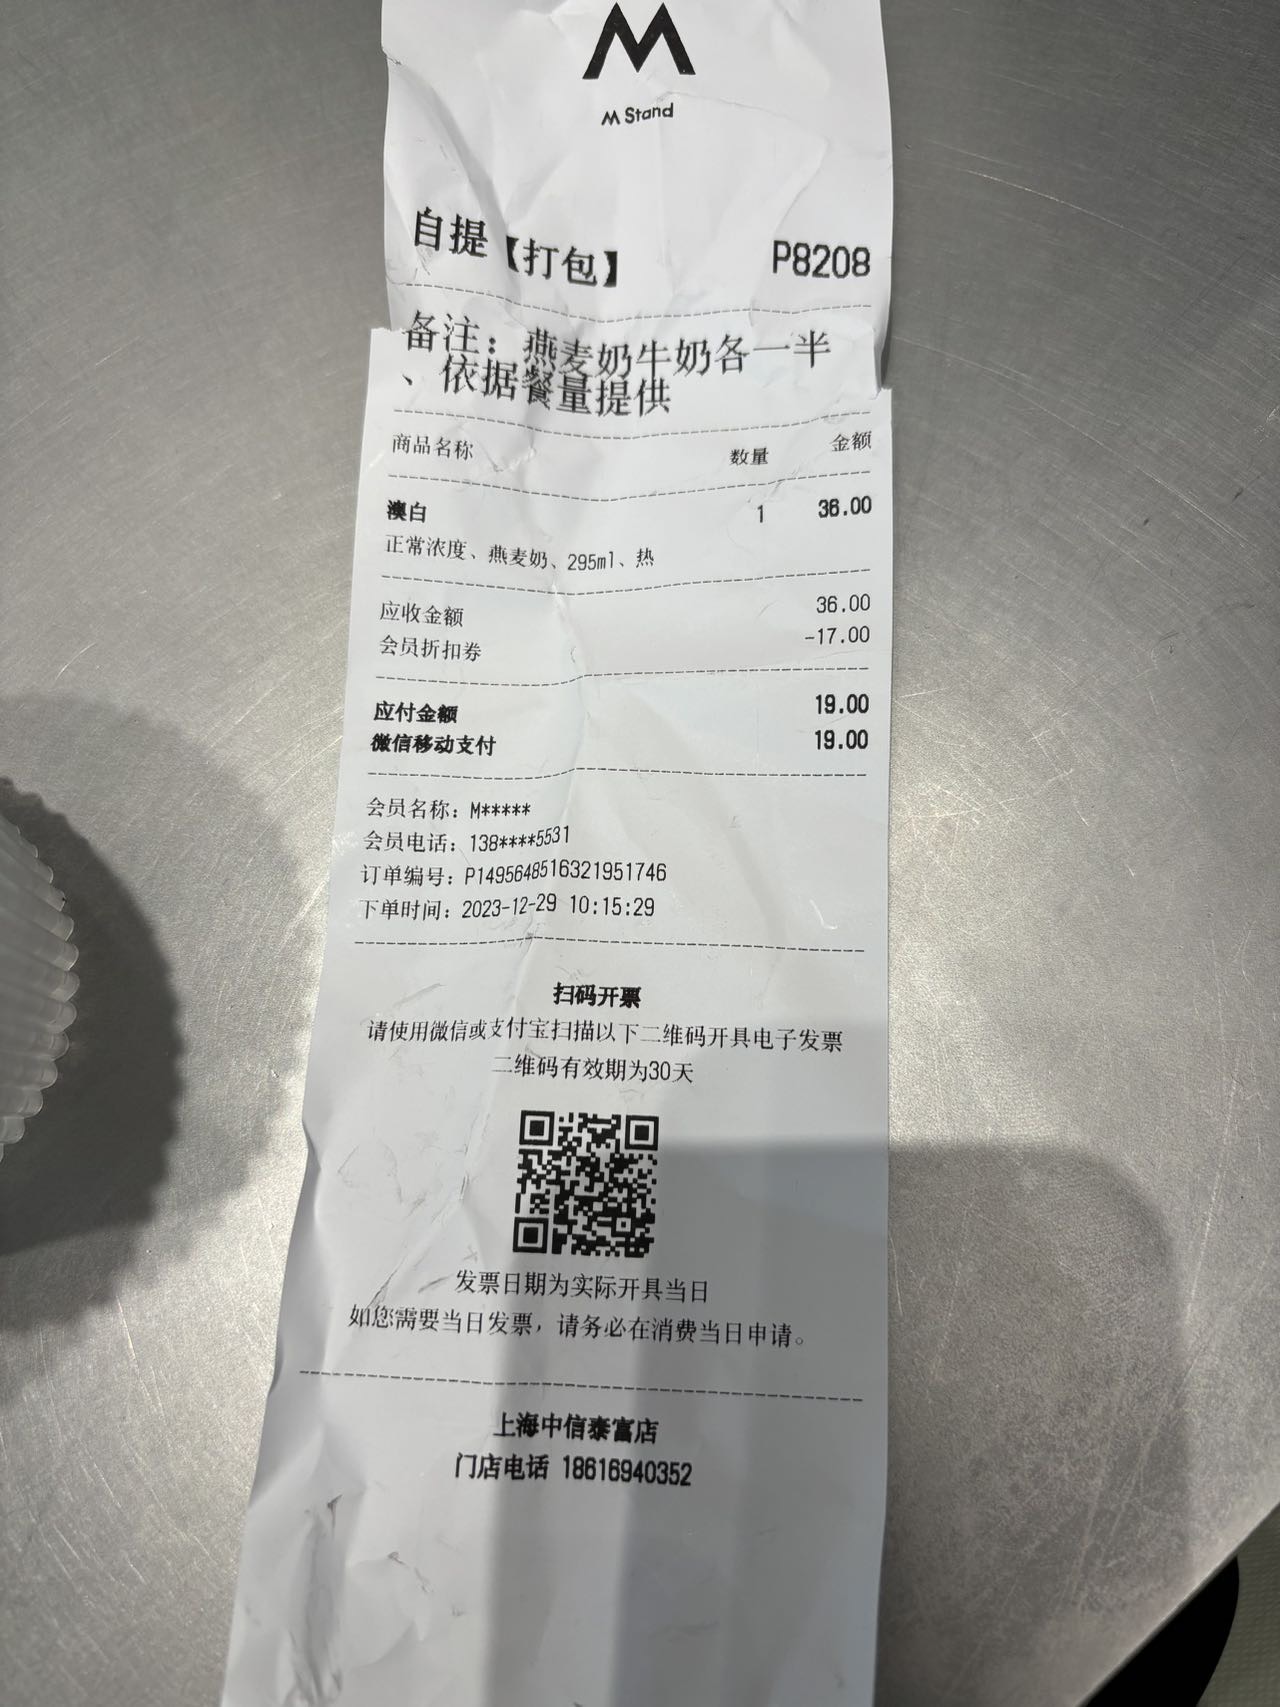 M
M Stand
自提【打包】 P8208
备注：燕麦奶牛奶各一半
、依据餐量提供
商品名称 数量 金额
澳白 1 36.00
正常浓度、燕麦奶、295ml、热
应收金额 36.00
会员折扣券 -17.00
应付金额 19.00
微信移动支付 19.00
会员名称：M*****
会员电话：138****5531
订单编号：P1495648516321951746
下单时间：2023-12-29 10:15:29
扫码开票
请使用微信或支付宝扫描以下二维码开具电子发票
二维码有效期为30天
发票日期为实际开具当日
如您需要当日发票，请务必在消费当日申请。
上海中信泰富店
门店电话 18616940352